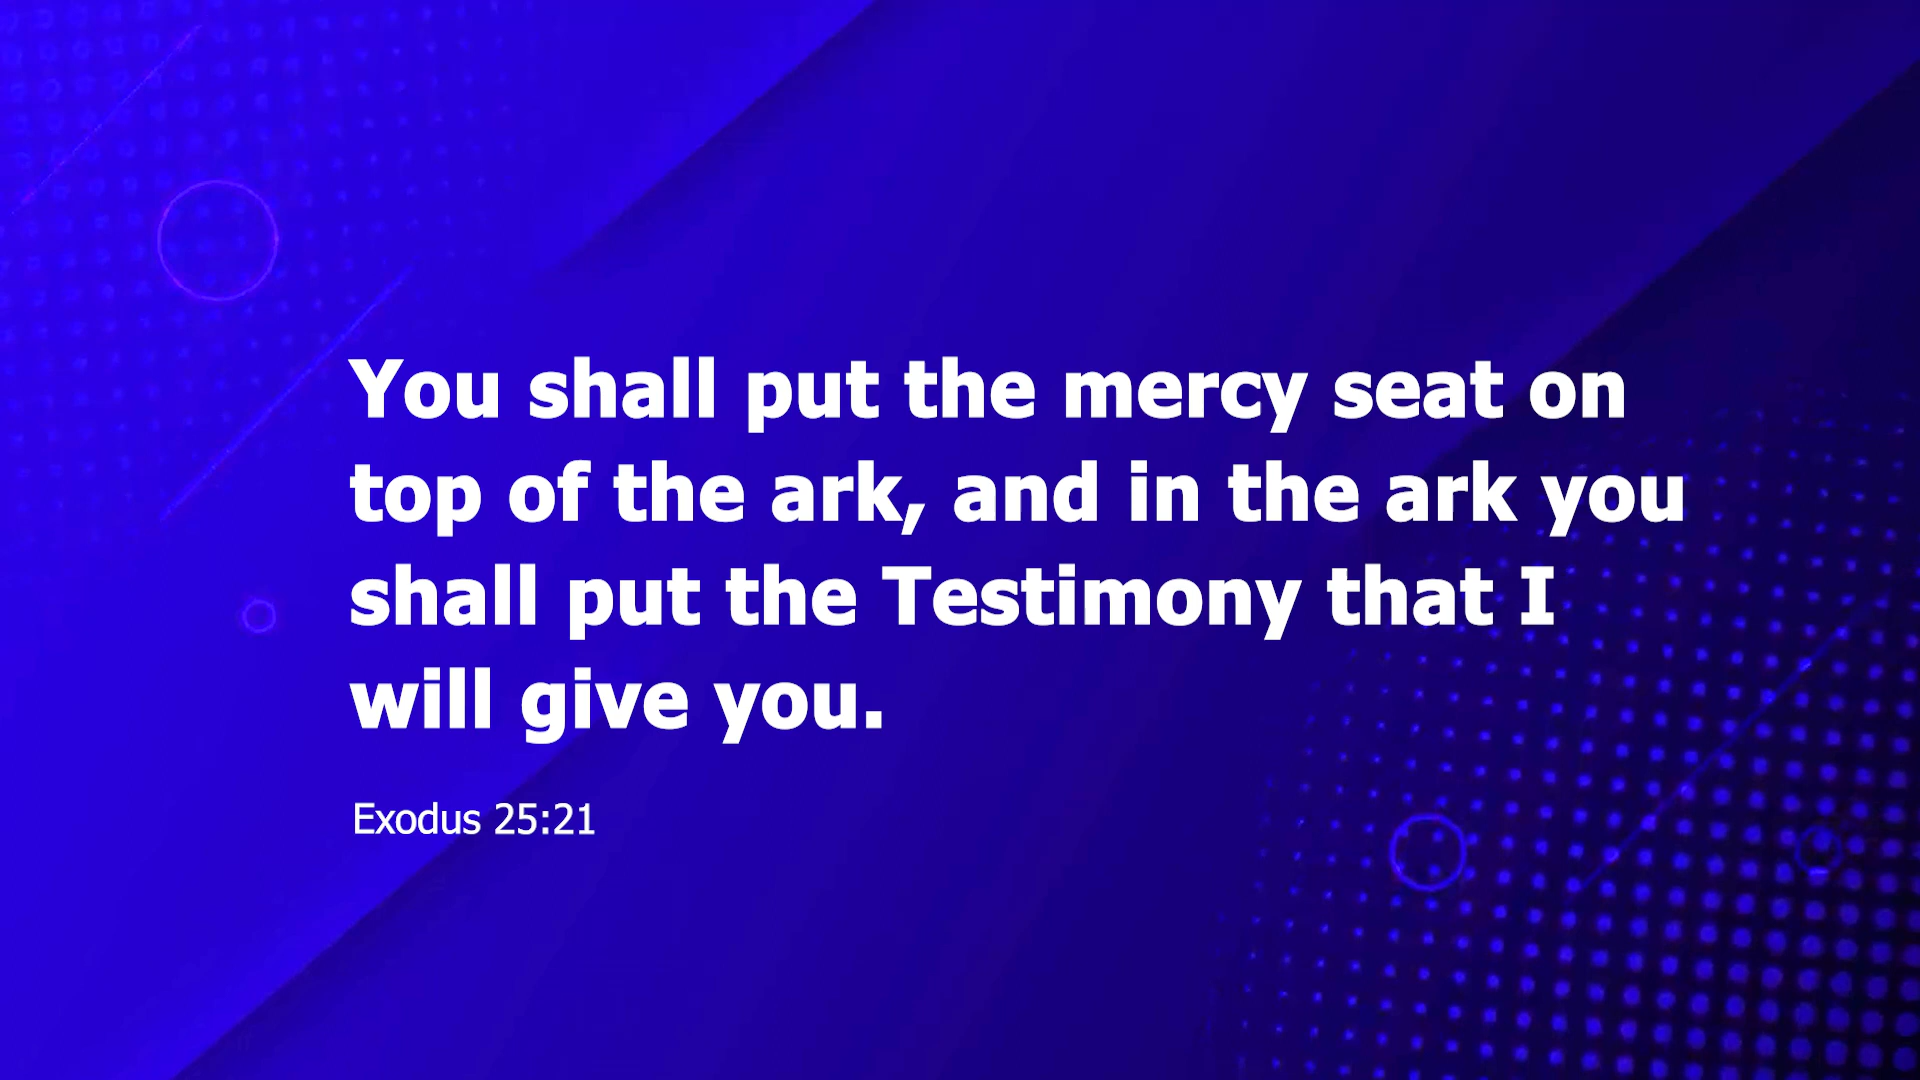 You shall put the mercy seat on
top of the ark, and in the ark you
shall put the Testimony that I
will give you.
Exodus 25:21